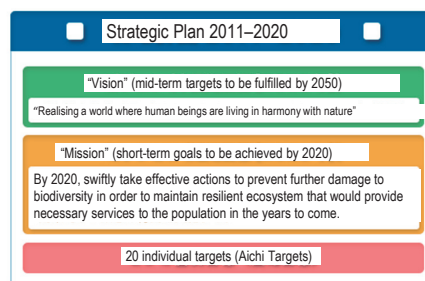 Strategic Plan 2011–2020
“Vision” (mid-term targets to be fulfilled by 2050)
“Realising a world where human beings are living in harmony with nature”
“Mission” (short-term goals to be achieved by 2020)
By 2020, swiftly take effective actions to prevent further damage to
biodiversity in order to maintain resilient ecosystem that would provide
necessary services to the population in the years to come.
20 individual targets (Aichi Targets)